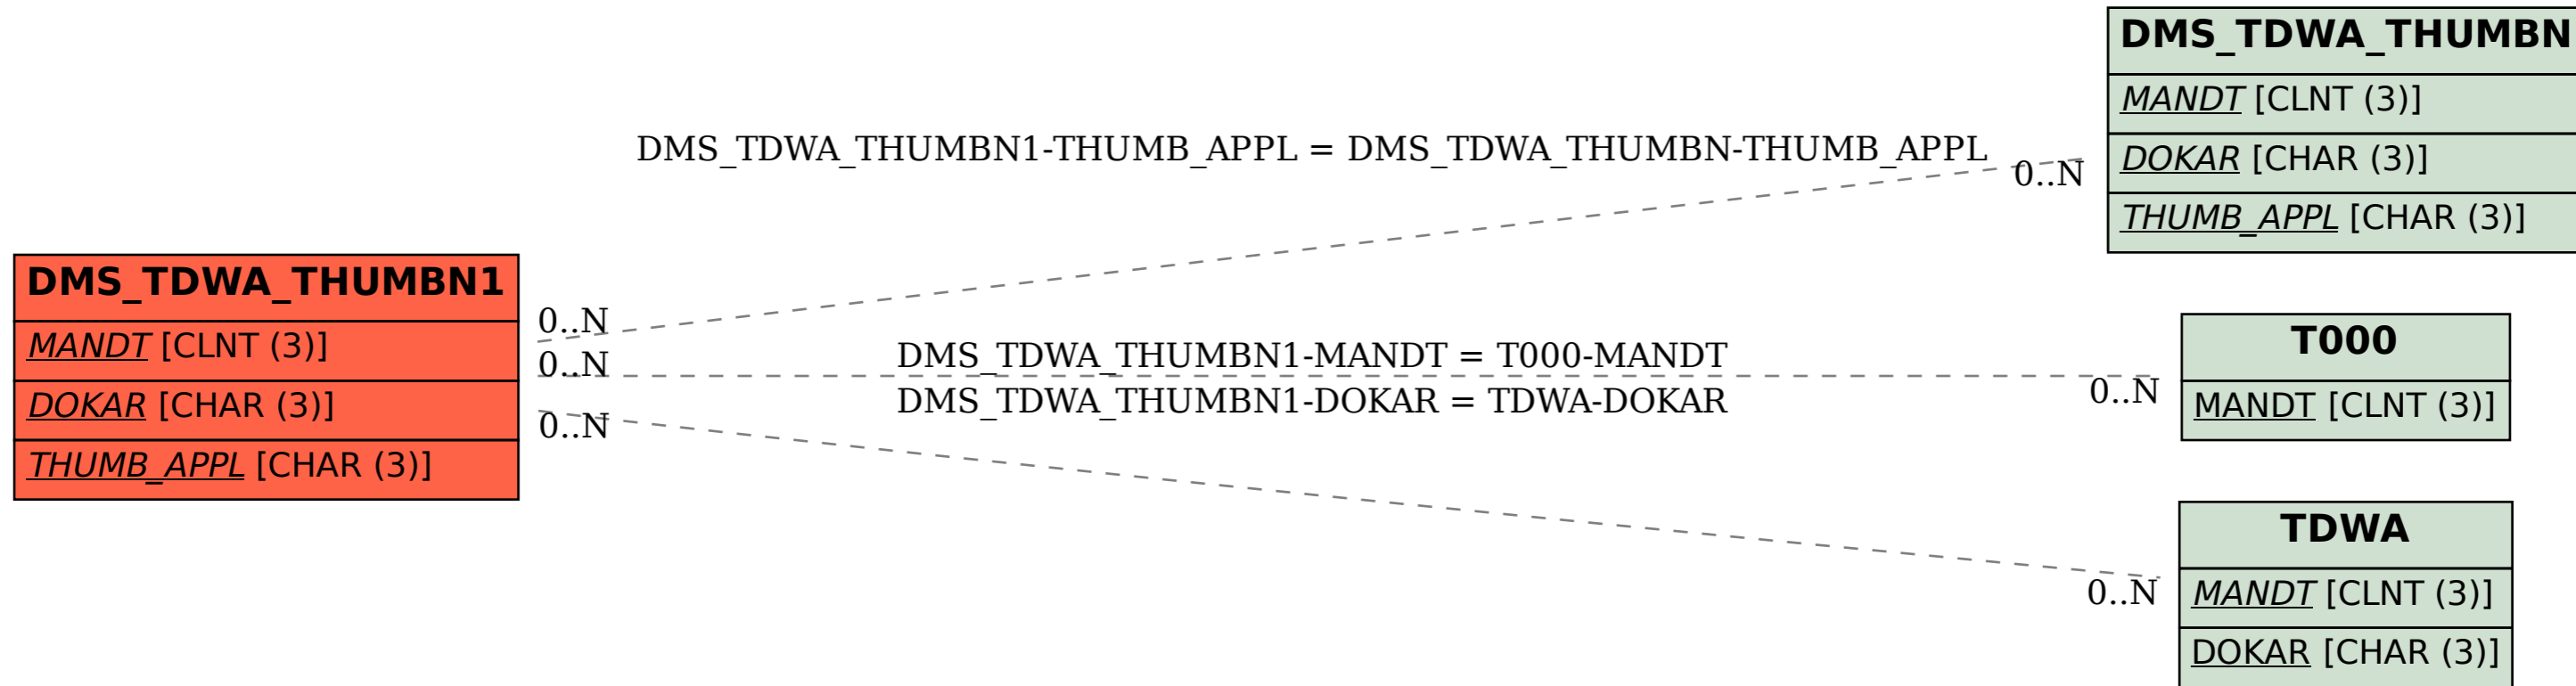 DMS_TDWA_THUMBN
MANDT [CLNT (3)]
DOKAR [CHAR (3)]
THUMB_APPL [CHAR (3)]
DMS_TDWA_THUMBN1-THUMB_APPL = DMS_TDWA_THUMBN-THUMB_APPL
0..N
DMS_TDWA_THUMBN1
MANDT [CLNT (3)]
DOKAR [CHAR (3)]
THUMB_APPL [CHAR (3)]
0..N
0..N
0..N
DMS_TDWA_THUMBN1-MANDT = T000-MANDT
DMS_TDWA_THUMBN1-DOKAR = TDWA-DOKAR
0..N
T000
MANDT [CLNT (3)]
0..N
TDWA
MANDT [CLNT (3)]
DOKAR [CHAR (3)]